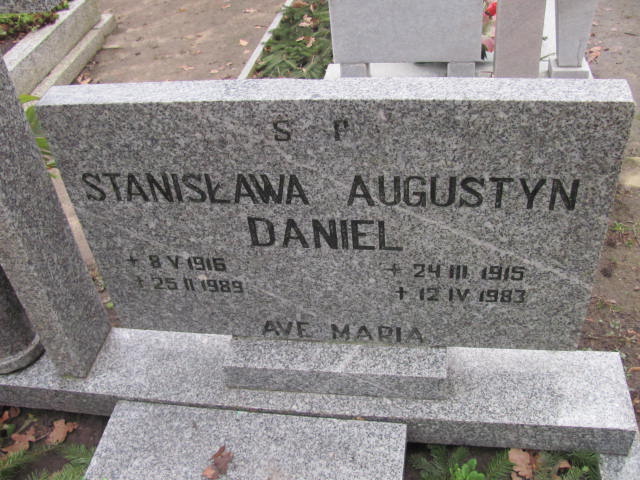 S P
STANISŁAWA AUGUSTYN
DANIEL
+ 8 V 1916 + 24 III 1915
+ 25 II 1989 + 12 IV 1983
AVE MARIA